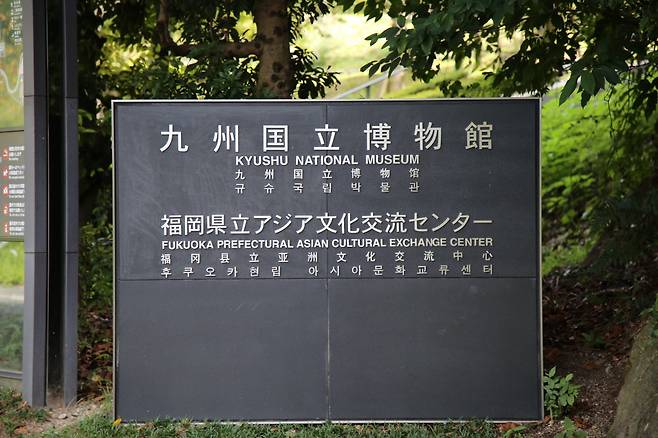 九州国立博物館
KYUSHU NATIONAL MUSEUM
九州国立博物馆
규슈국립박물관
福岡県立アジア文化交流センター
FUKUOKA PREFECTURAL ASIAN CULTURAL EXCHANGE CENTER
福冈县立亚洲文化交流中心
후쿠오카현립 아시아문화교류센터